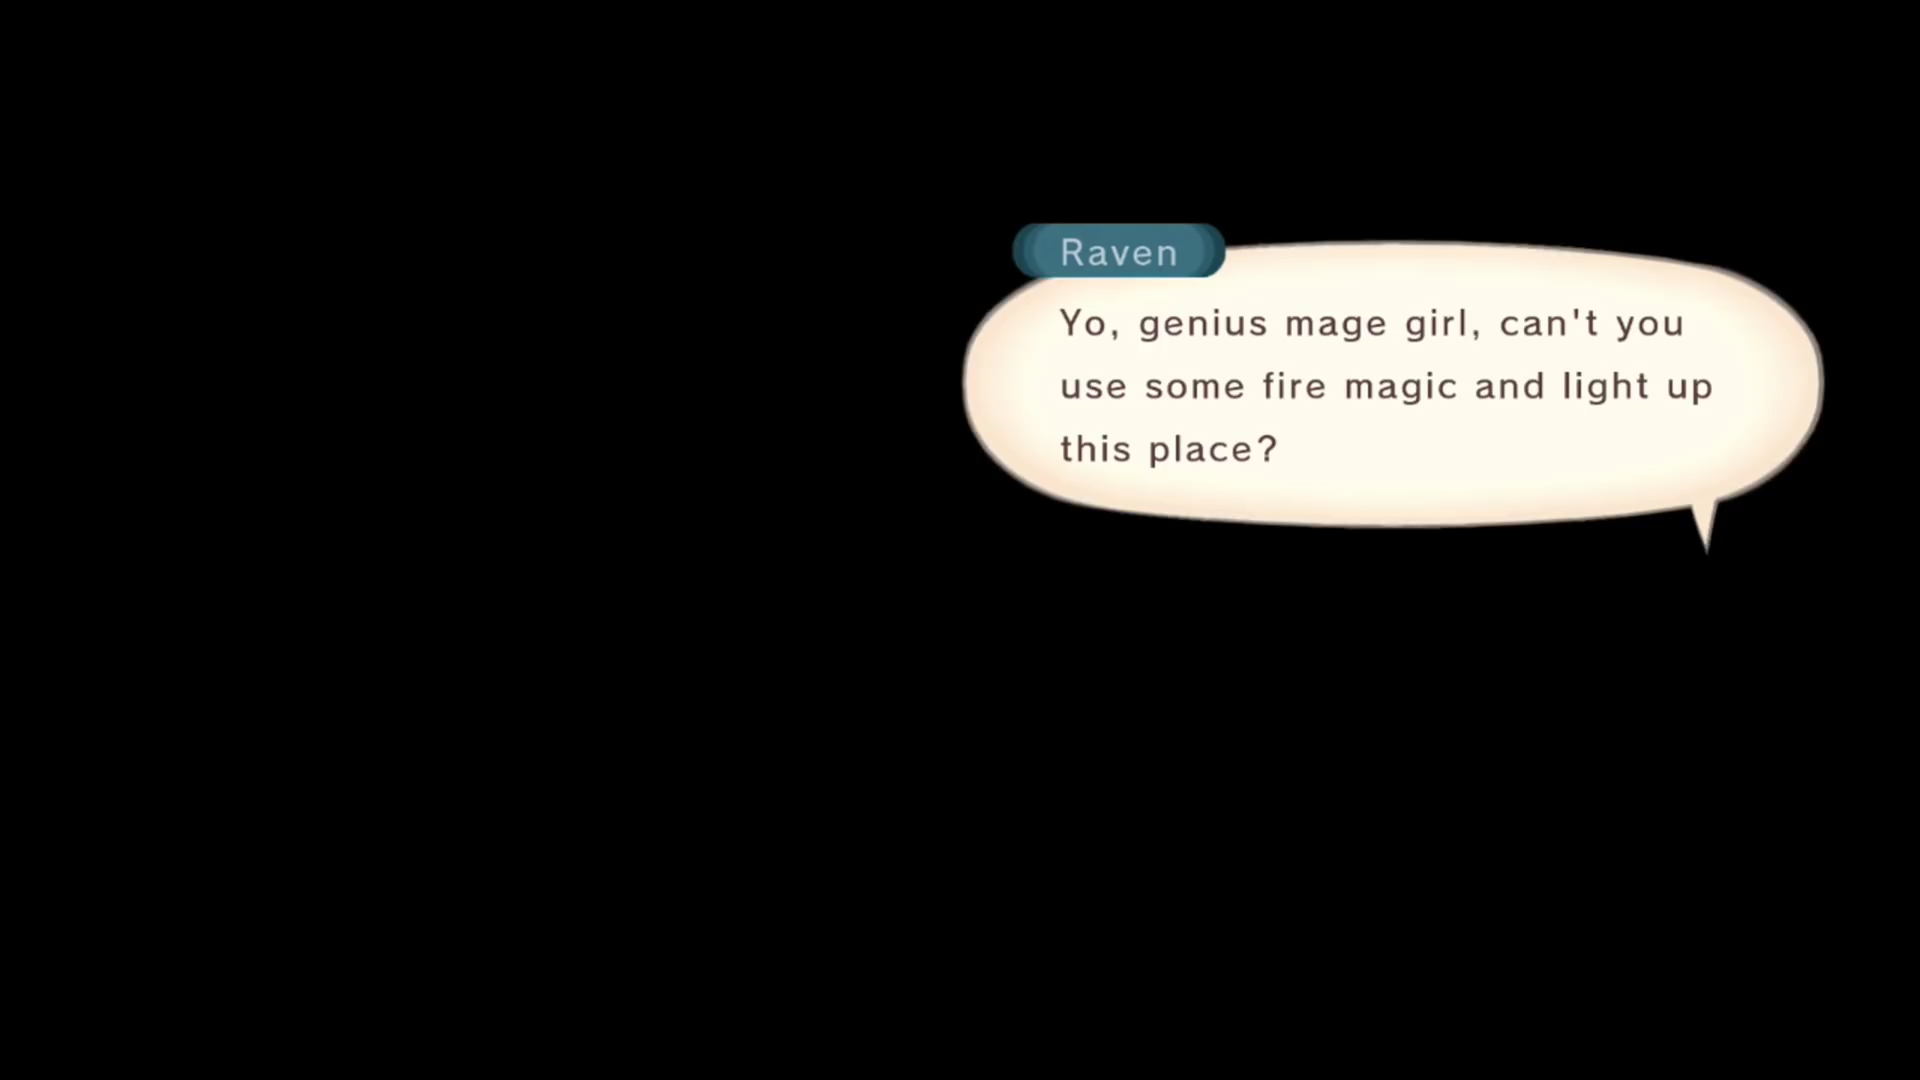 Raven
Yo, genius mage girl, can't you
use some fire magic and light up
this place?